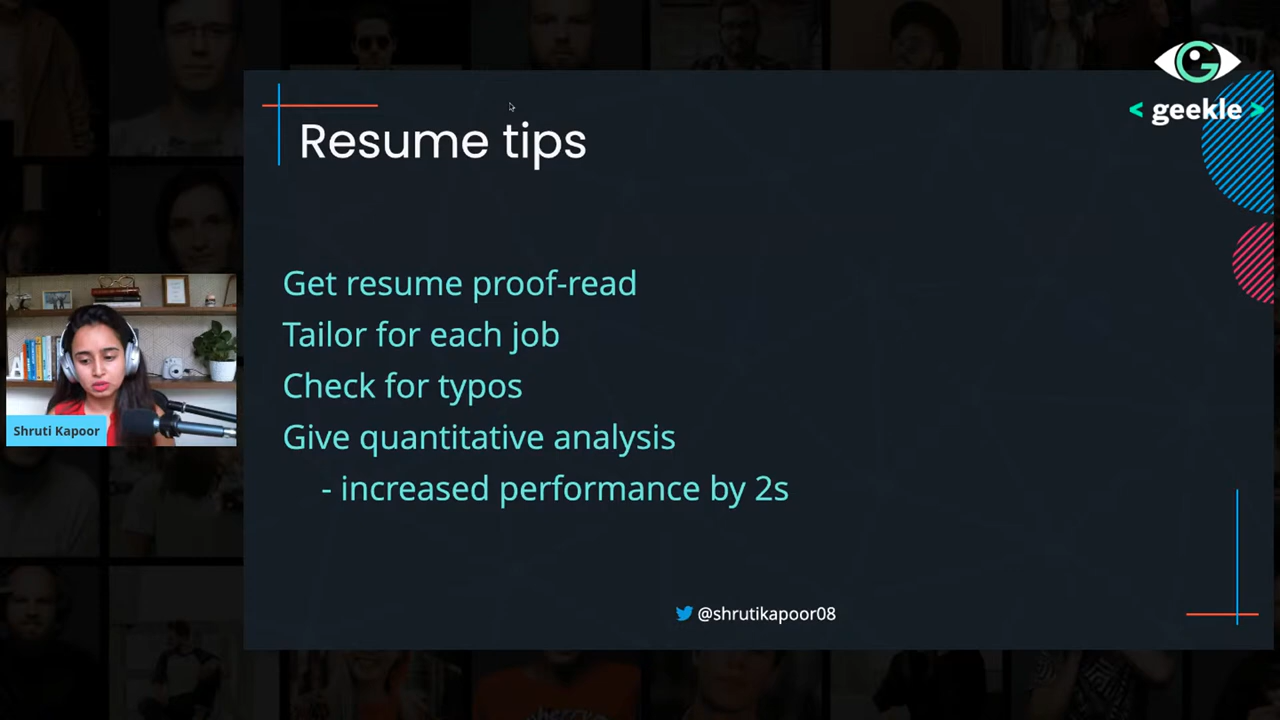 G
< geekle >
Resume tips
Get resume proof-read
Tailor for each job
Check for typos
Give quantitative analysis
- increased performance by 2s
Shruti Kapoor
@shrutikapoor08